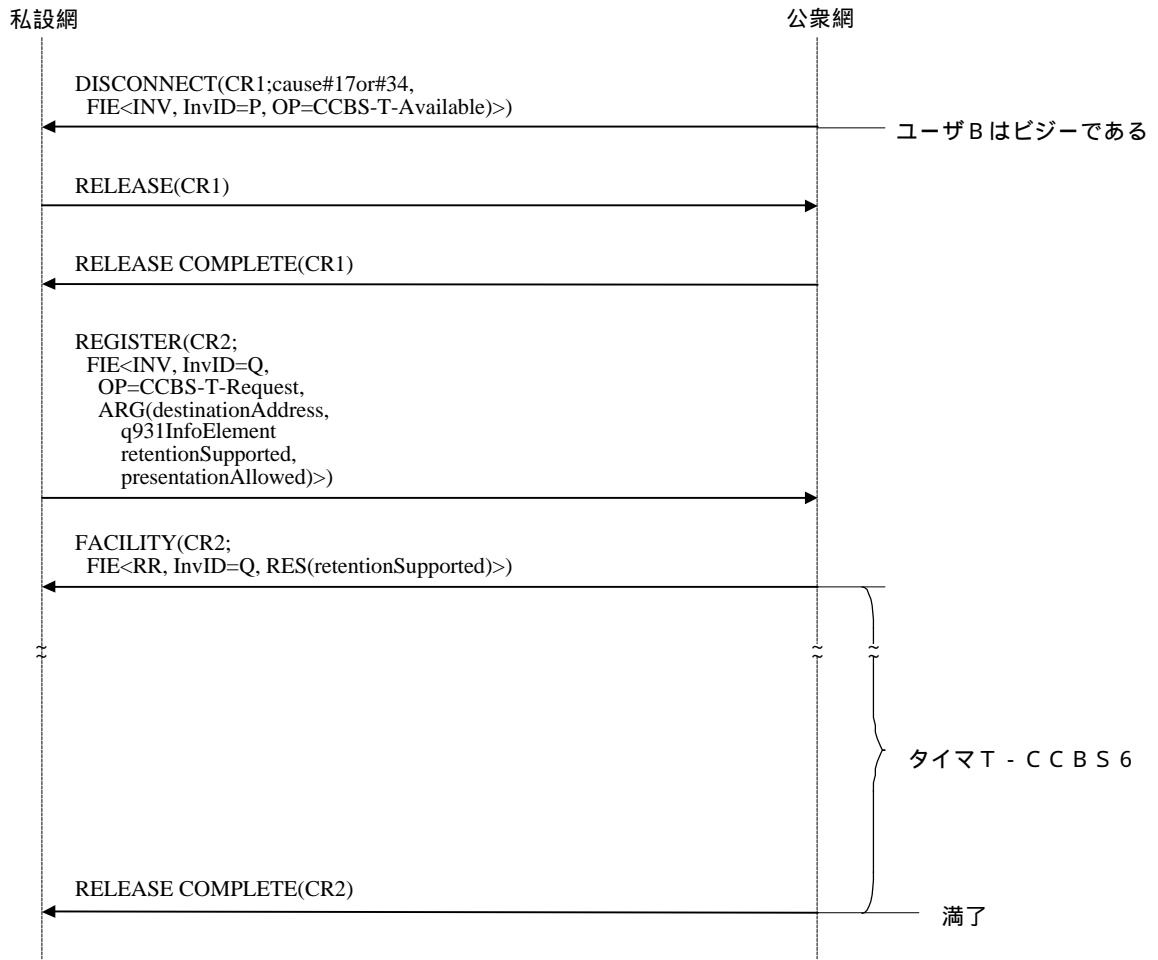 私設網
公衆網
DISCONNECT(CR1;cause#17or#34,
FIE<INV, InvID=P, OP=CCBS-T-Available)>)
ユーザBはビジーである
RELEASE(CR1)
RELEASE COMPLETE(CR1)
REGISTER(CR2;
FIE<INV, InvID=Q,
OP=CCBS-T-Request,
ARG(destinationAddress,
q931InfoElement
retentionSupported,
presentationAllowed)>)
FACILITY(CR2;
FIE<RR, InvID=Q, RES(retentionSupported)>)
タイマT-CCBS6
RELEASE COMPLETE(CR2)
満了